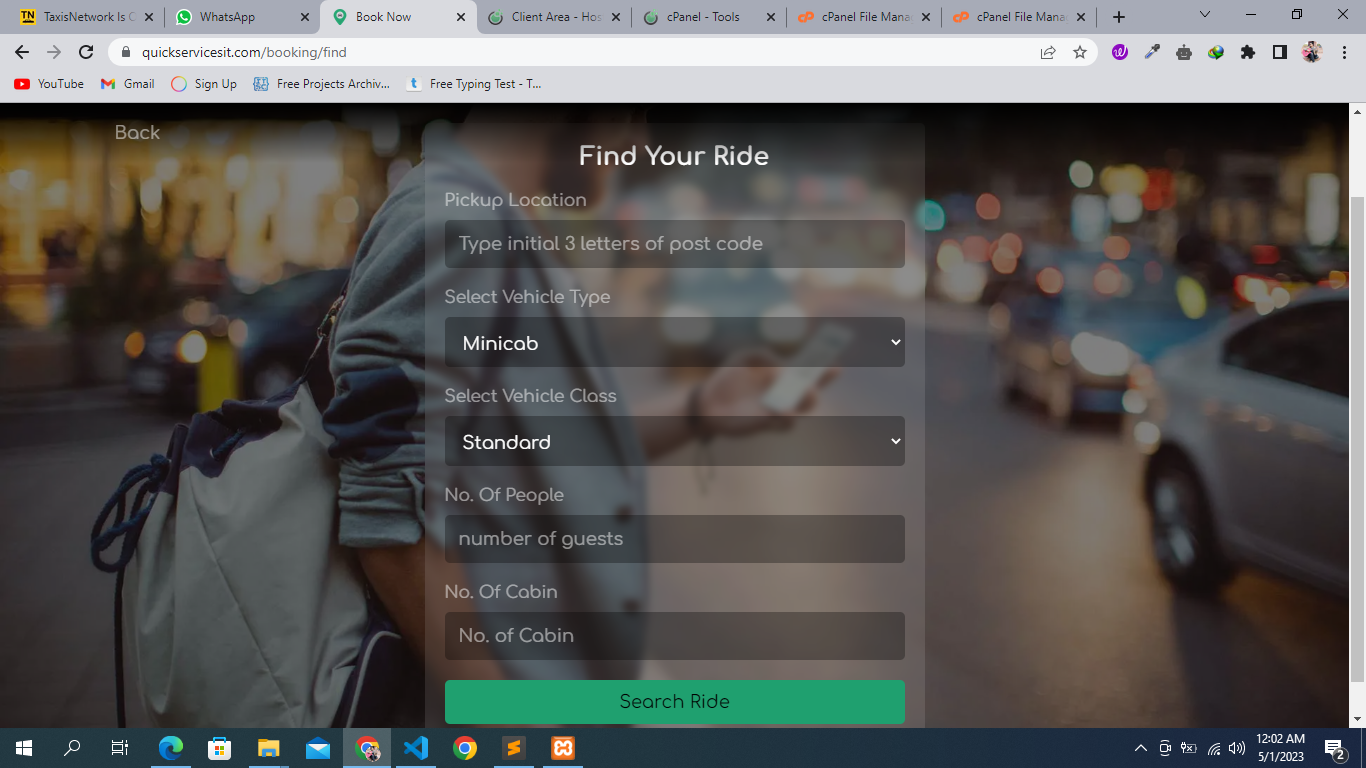 TN TaxisNetwork Is C
WhatsApp
Book Now
Client Area - Hos
cPanel - Tools
cPanel File Mana
cPanel File Mana
quickservicesit.com/booking/find
YouTube
Gmail
Sign Up
Free Projects Archiv...
t Free Typing Test - T...
Back
Find Your Ride
Pickup Location
Type initial 3 letters of post code
Select Vehicle Type
Minicab
Select Vehicle Class
Standard
No. Of People
number of guests
No. Of Cabin
No. of Cabin
Search Ride
12:02 AM
5/1/2023
2